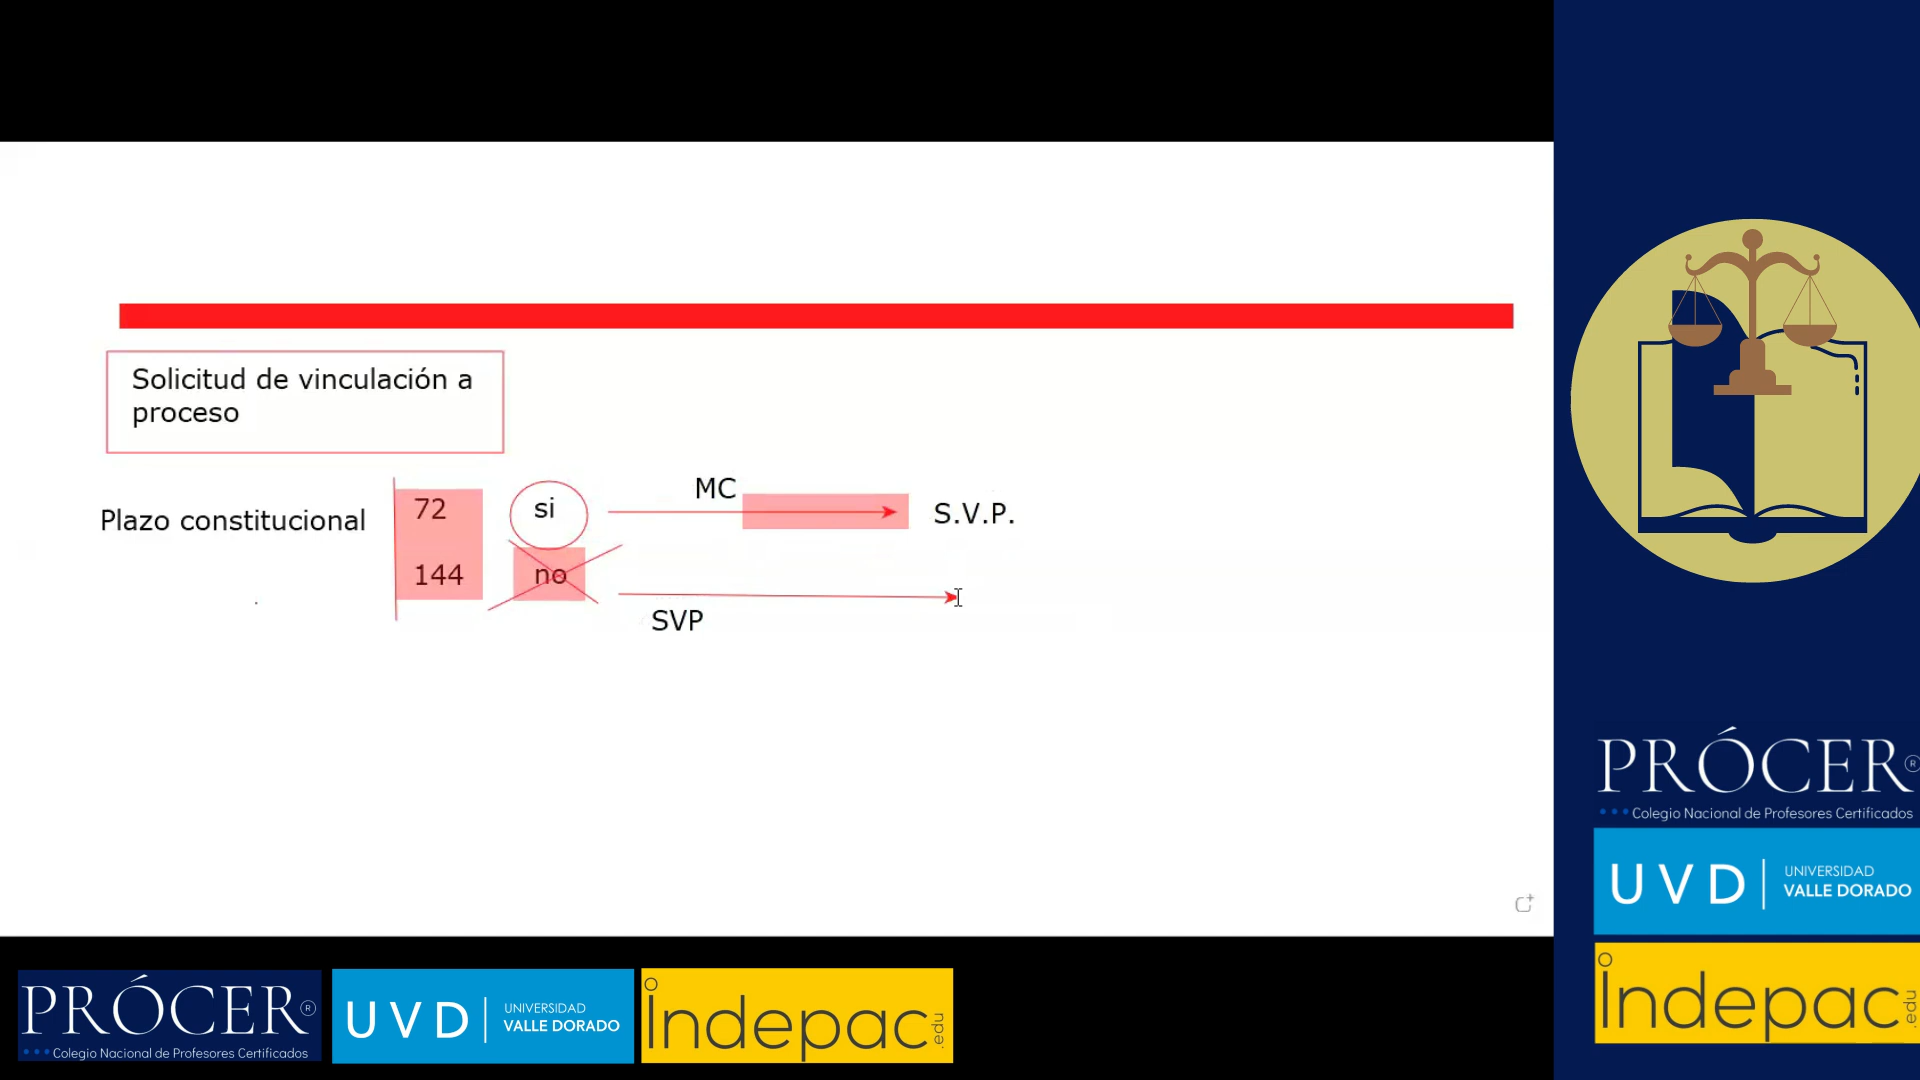 Solicitud de vinculación a
proceso
Plazo constitucional
72
si
MC
S.V.P.
144
no
SVP
PRÓCER®
Colegio Nacional de Profesores Certificados
UVD
UNIVERSIDAD
VALLE DORADO
indepac
.edu
PRÓCER®
Colegio Nacional de Profesores Certificados
UVD
UNIVERSIDAD
VALLE DORADO
indepac
.edu